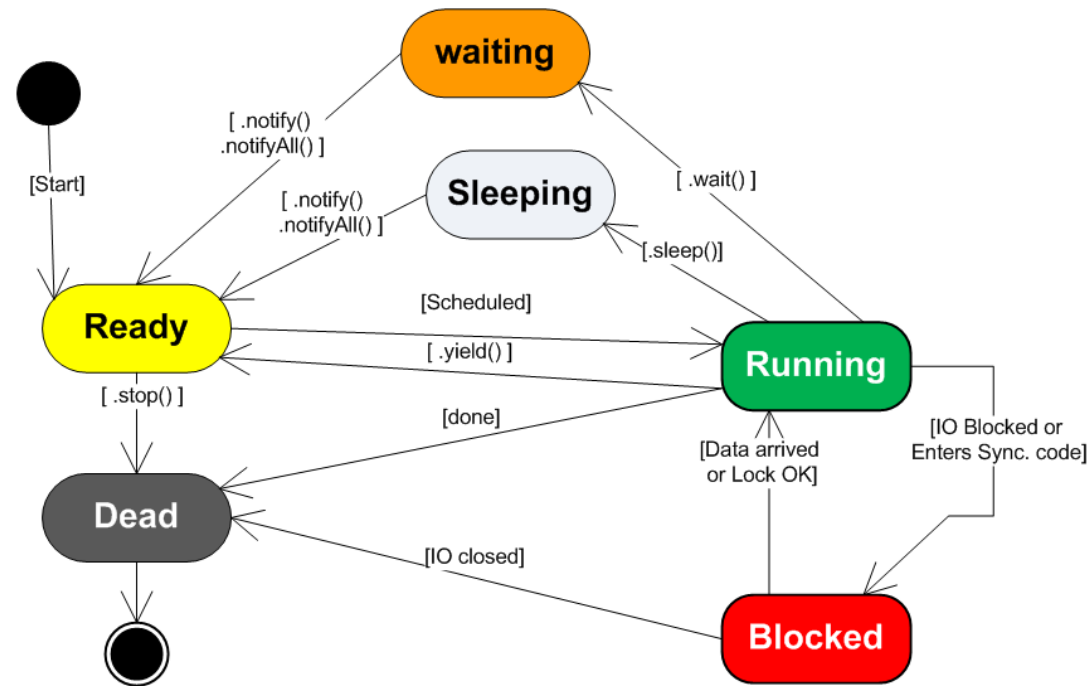 waiting
[ .notify()
.notifyAll() ]
[Start]
[ .wait() ]
Sleeping
[ .notify()
.notifyAll() ]
[.sleep()]
[Scheduled]
Ready
[ .yield() ]
Running
[ .stop() ]
[done]
[IO Blocked or
Enters Sync. code]
[Data arrived
or Lock OK]
Dead
[IO closed]
Blocked